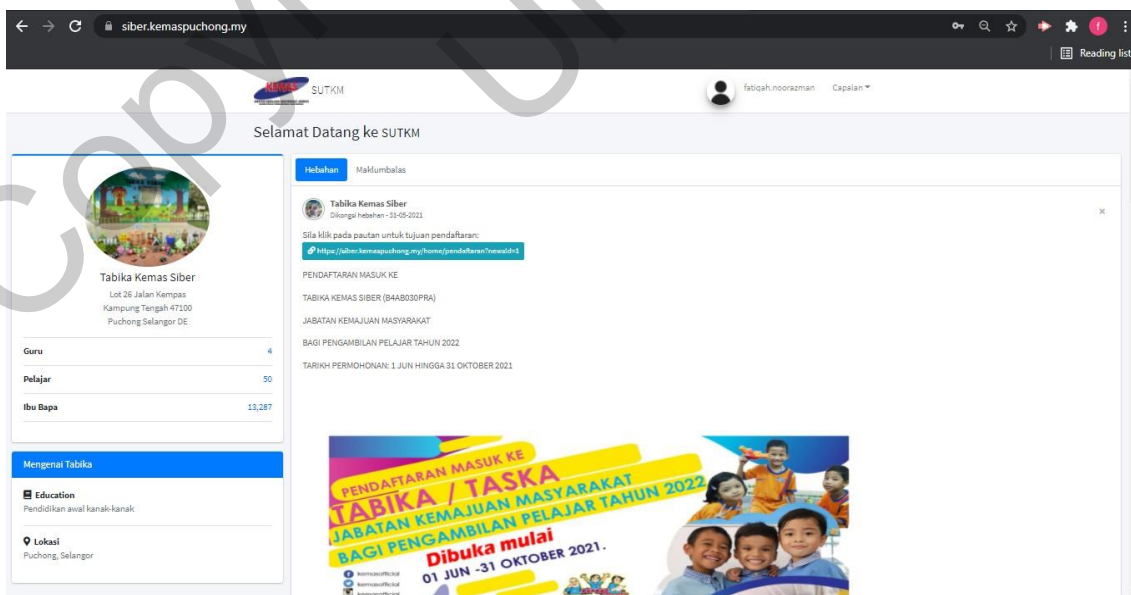 siber.kemaspuchong.my
Reading list
KEMAS SUTKM
fatiqah.noorazman Capaian
Selamat Datang ke SUTKM
Tabika Kemas Siber
Lot 26 Jalan Kempas
Kampung Tengah 47100
Puchong Selangor DE
Guru 4
Pelajar 50
Ibu Bapa 13,287
Mengenai Tabika
Education
Pendidikan awal kanak-kanak
Lokasi
Puchong, Selangor
Hebahan Maklumbalas
Tabika Kemas Siber
Dikongsi hebahan - 31-05-2021
Sila klik pada pautan untuk tujuan pendaftaran:
https://siber.kemaspuchong.my/home/pendaftaran?newsId=1
PENDAFTARAN MASUK KE
TABIKA KEMAS SIBER (B4AB030PRA)
JABATAN KEMAJUAN MASYARAKAT
BAGI PENGAMBILAN PELAJAR TAHUN 2022
TARIKH PERMOHONAN: 1 JUN HINGGA 31 OKTOBER 2021
PENDAFTARAN MASUK KE
TABIKA / TASKA
JABATAN KEMAJUAN MASYARAKAT
BAGI PENGAMBILAN PELAJAR TAHUN 2022
Dibuka mulai
01 JUN -31 OKTOBER 2021.
kemasofficial
kemasofficial
kemasofficial